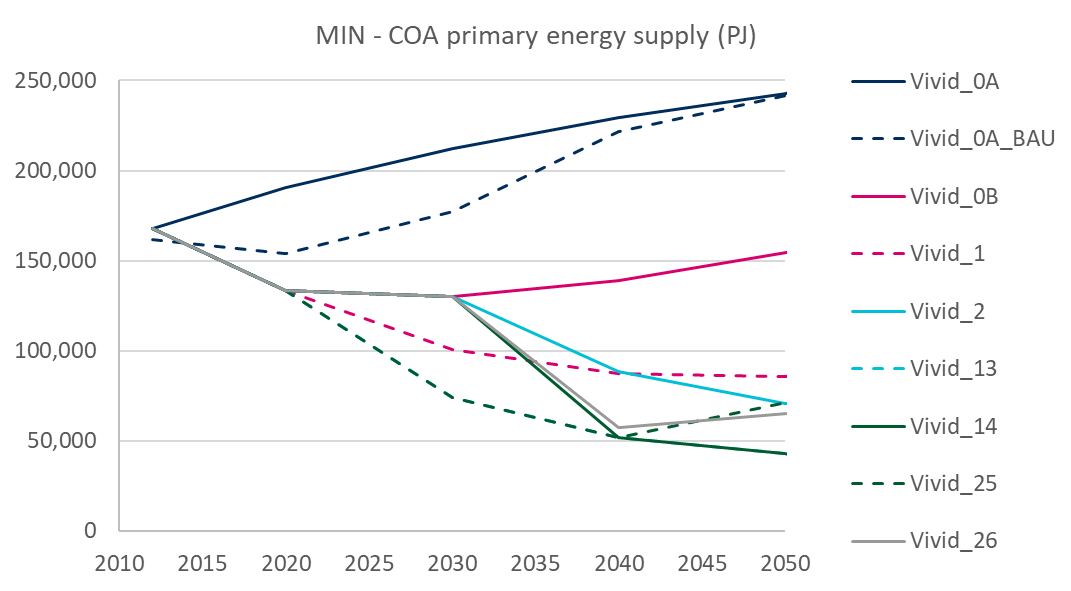 MIN - COA primary energy supply (PJ)
250,000
200,000
150,000
100,000
50,000
0
2010 2015 2020 2025 2030 2035 2040 2045 2050
Vivid_0A
Vivid_0A_BAU
Vivid_0B
Vivid_1
Vivid_2
Vivid_13
Vivid_14
Vivid_25
Vivid_26